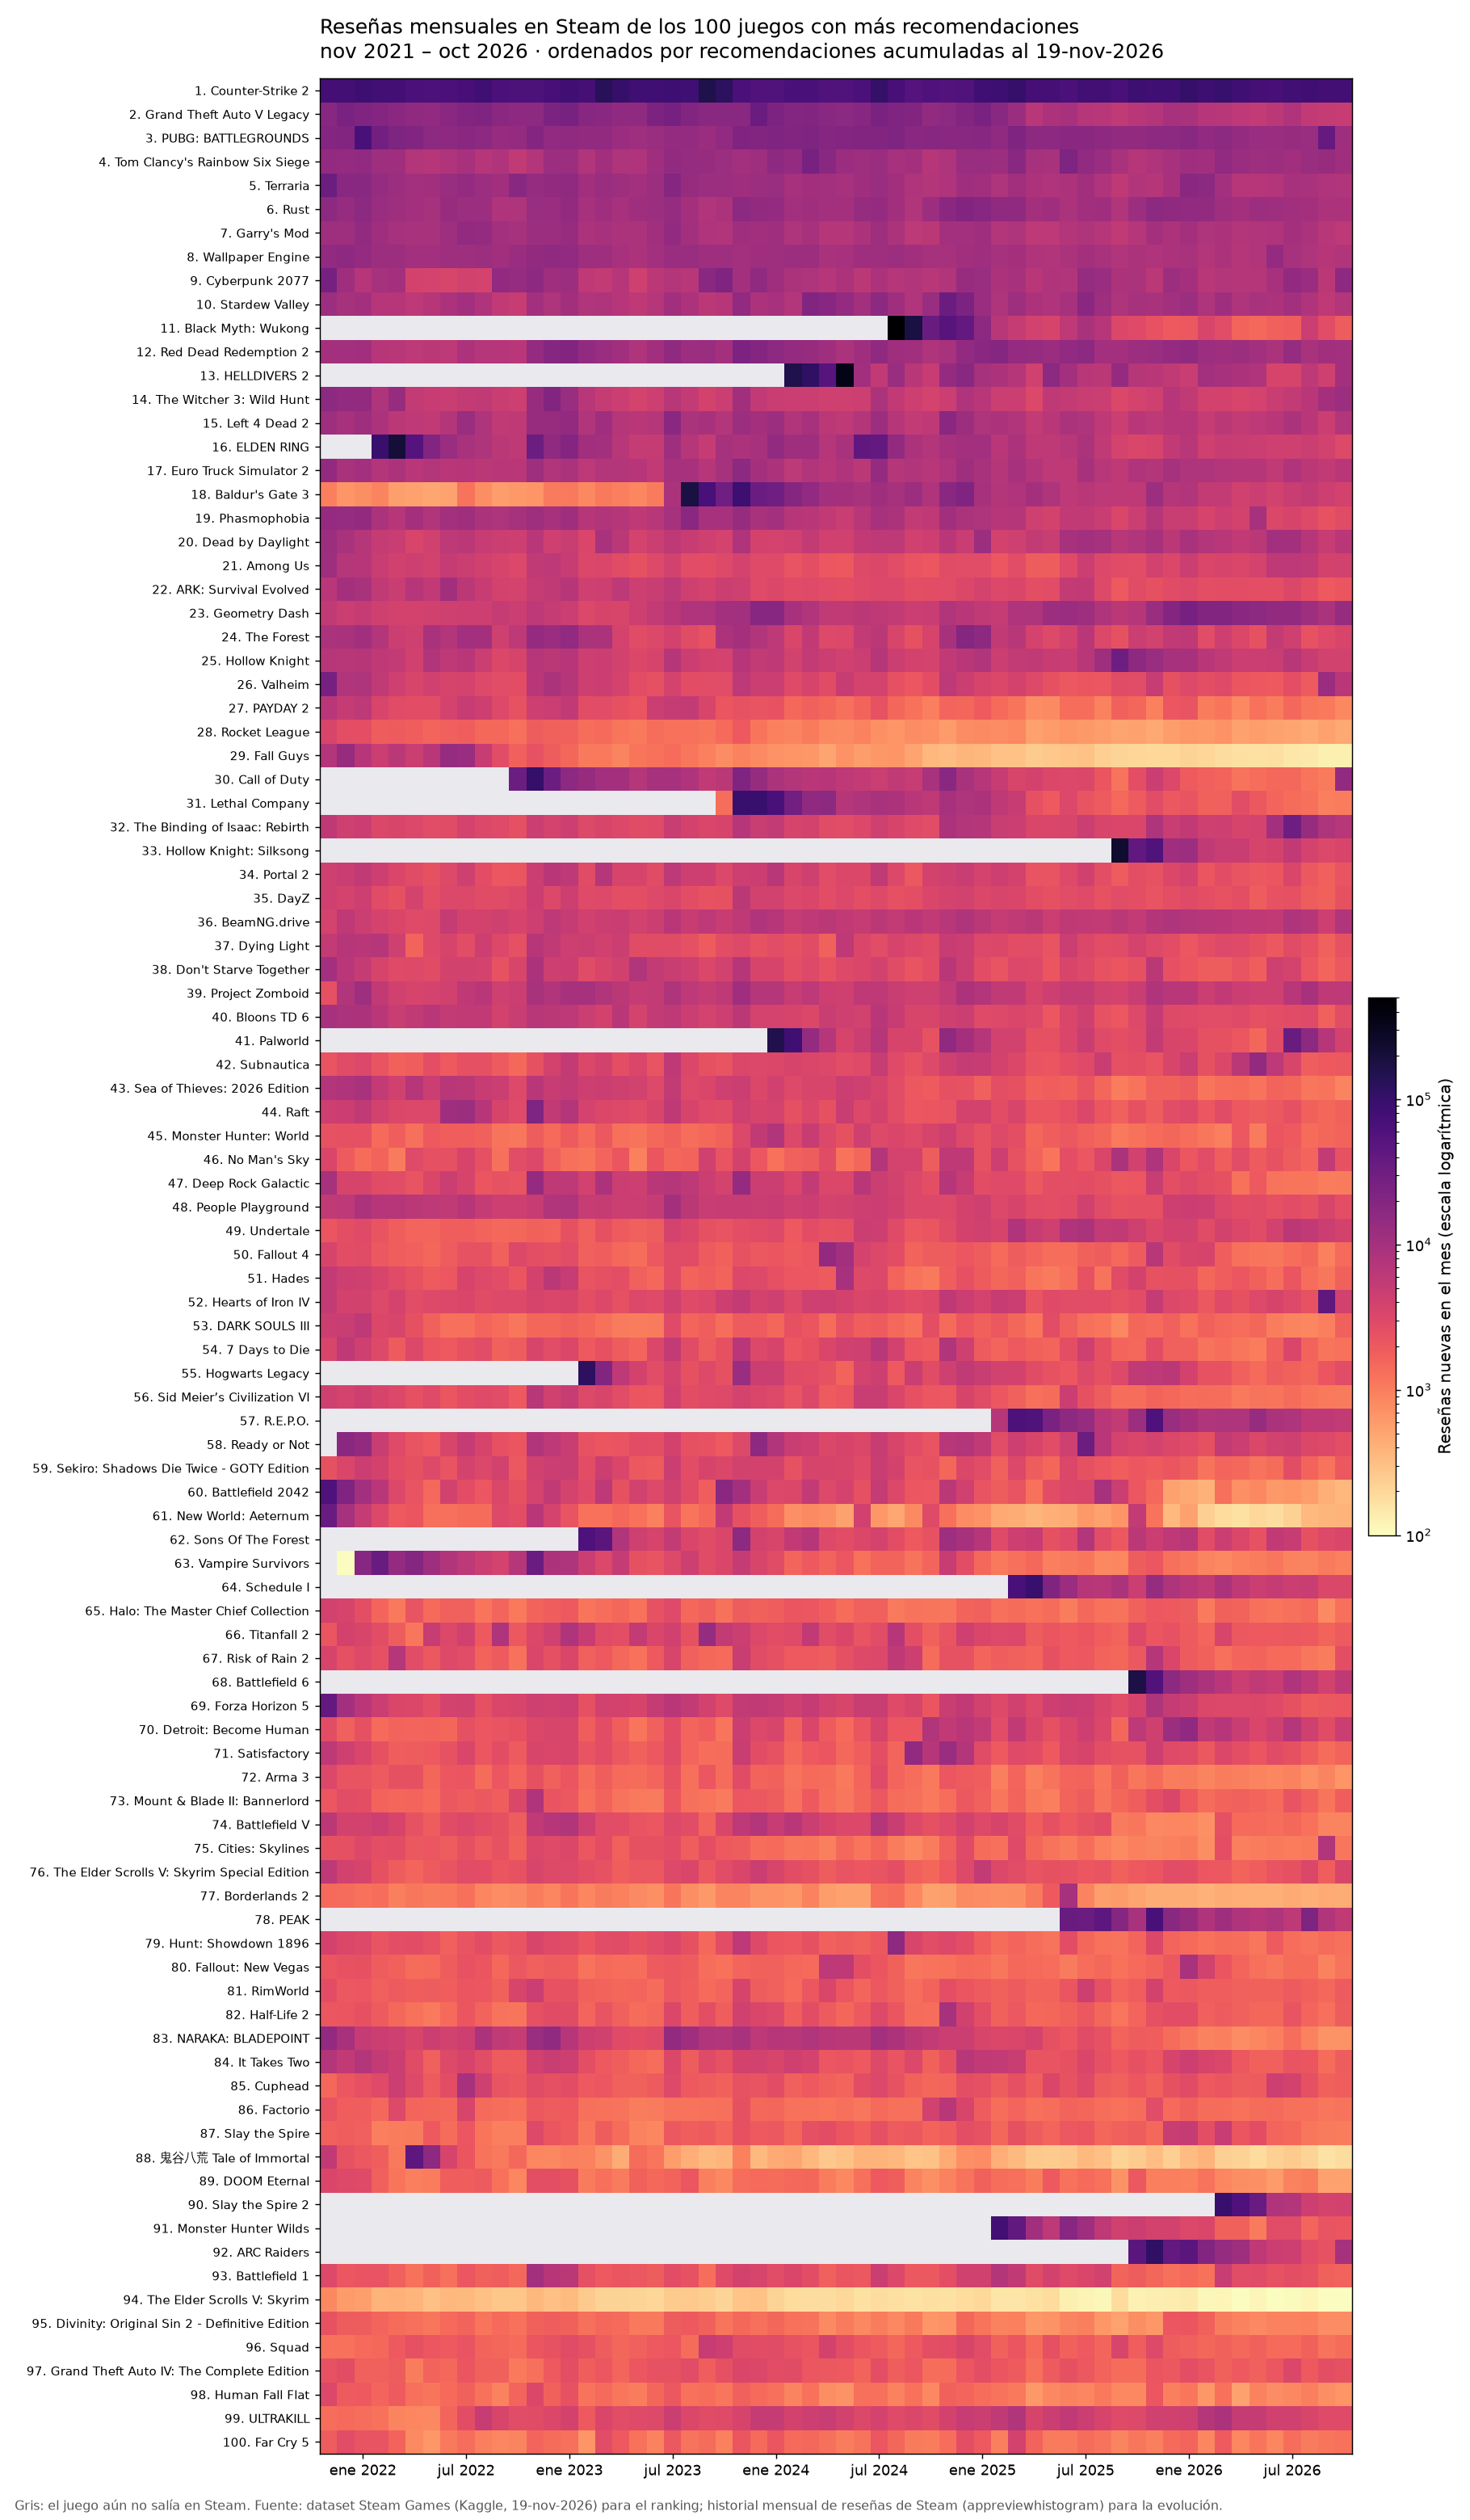 Reseñas mensuales en Steam de los 100 juegos con más recomendaciones
nov 2021 – oct 2026 · ordenados por recomendaciones acumuladas al 19-nov-2026
1. Counter-Strike 2
2. Grand Theft Auto V Legacy
3. PUBG: BATTLEGROUNDS
4. Tom Clancy's Rainbow Six Siege
5. Terraria
6. Rust
7. Garry's Mod
8. Wallpaper Engine
9. Cyberpunk 2077
10. Stardew Valley
11. Black Myth: Wukong
12. Red Dead Redemption 2
13. HELLDIVERS 2
14. The Witcher 3: Wild Hunt
15. Left 4 Dead 2
16. ELDEN RING
17. Euro Truck Simulator 2
18. Baldur's Gate 3
19. Phasmophobia
20. Dead by Daylight
21. Among Us
22. ARK: Survival Evolved
23. Geometry Dash
24. The Forest
25. Hollow Knight
26. Valheim
27. PAYDAY 2
28. Rocket League
29. Fall Guys
30. Call of Duty
31. Lethal Company
32. The Binding of Isaac: Rebirth
33. Hollow Knight: Silksong
34. Portal 2
35. DayZ
36. BeamNG.drive
37. Dying Light
38. Don't Starve Together
39. Project Zomboid
40. Bloons TD 6
41. Palworld
42. Subnautica
43. Sea of Thieves: 2026 Edition
44. Raft
45. Monster Hunter: World
46. No Man's Sky
47. Deep Rock Galactic
48. People Playground
49. Undertale
50. Fallout 4
51. Hades
52. Hearts of Iron IV
53. DARK SOULS III
54. 7 Days to Die
55. Hogwarts Legacy
56. Sid Meier’s Civilization VI
57. R.E.P.O.
58. Ready or Not
59. Sekiro: Shadows Die Twice - GOTY Edition
60. Battlefield 2042
61. New World: Aeternum
62. Sons Of The Forest
63. Vampire Survivors
64. Schedule I
65. Halo: The Master Chief Collection
66. Titanfall 2
67. Risk of Rain 2
68. Battlefield 6
69. Forza Horizon 5
70. Detroit: Become Human
71. Satisfactory
72. Arma 3
73. Mount & Blade II: Bannerlord
74. Battlefield V
75. Cities: Skylines
76. The Elder Scrolls V: Skyrim Special Edition
77. Borderlands 2
78. PEAK
79. Hunt: Showdown 1896
80. Fallout: New Vegas
81. RimWorld
82. Half-Life 2
83. NARAKA: BLADEPOINT
84. It Takes Two
85. Cuphead
86. Factorio
87. Slay the Spire
88. 鬼谷八荒 Tale of Immortal
89. DOOM Eternal
90. Slay the Spire 2
91. Monster Hunter Wilds
92. ARC Raiders
93. Battlefield 1
94. The Elder Scrolls V: Skyrim
95. Divinity: Original Sin 2 - Definitive Edition
96. Squad
97. Grand Theft Auto IV: The Complete Edition
98. Human Fall Flat
99. ULTRAKILL
100. Far Cry 5
ene 2022 jul 2022 ene 2023 jul 2023 ene 2024 jul 2024 ene 2025 jul 2025 ene 2026 jul 2026
10⁵
10⁴
10³
10²
Reseñas nuevas en el mes (escala logarítmica)
Gris: el juego aún no salía en Steam. Fuente: dataset Steam Games (Kaggle, 19-nov-2026) para el ranking; historial mensual de reseñas de Steam (appreviewhistogram) para la evolución.